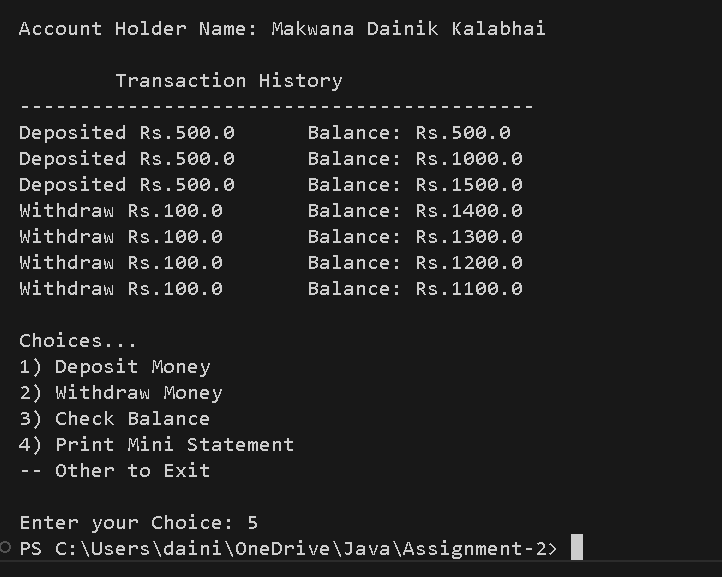 Account Holder Name: Makwana Dainik Kalabhai
Transaction History
-------------------------------------------
Deposited Rs.500.0      Balance: Rs.500.0
Deposited Rs.500.0      Balance: Rs.1000.0
Deposited Rs.500.0      Balance: Rs.1500.0
Withdraw Rs.100.0       Balance: Rs.1400.0
Withdraw Rs.100.0       Balance: Rs.1300.0
Withdraw Rs.100.0       Balance: Rs.1200.0
Withdraw Rs.100.0       Balance: Rs.1100.0
Choices...
1) Deposit Money
2) Withdraw Money
3) Check Balance
4) Print Mini Statement
-- Other to Exit
Enter your Choice: 5
PS C:\Users\daini\OneDrive\Java\Assignment-2>